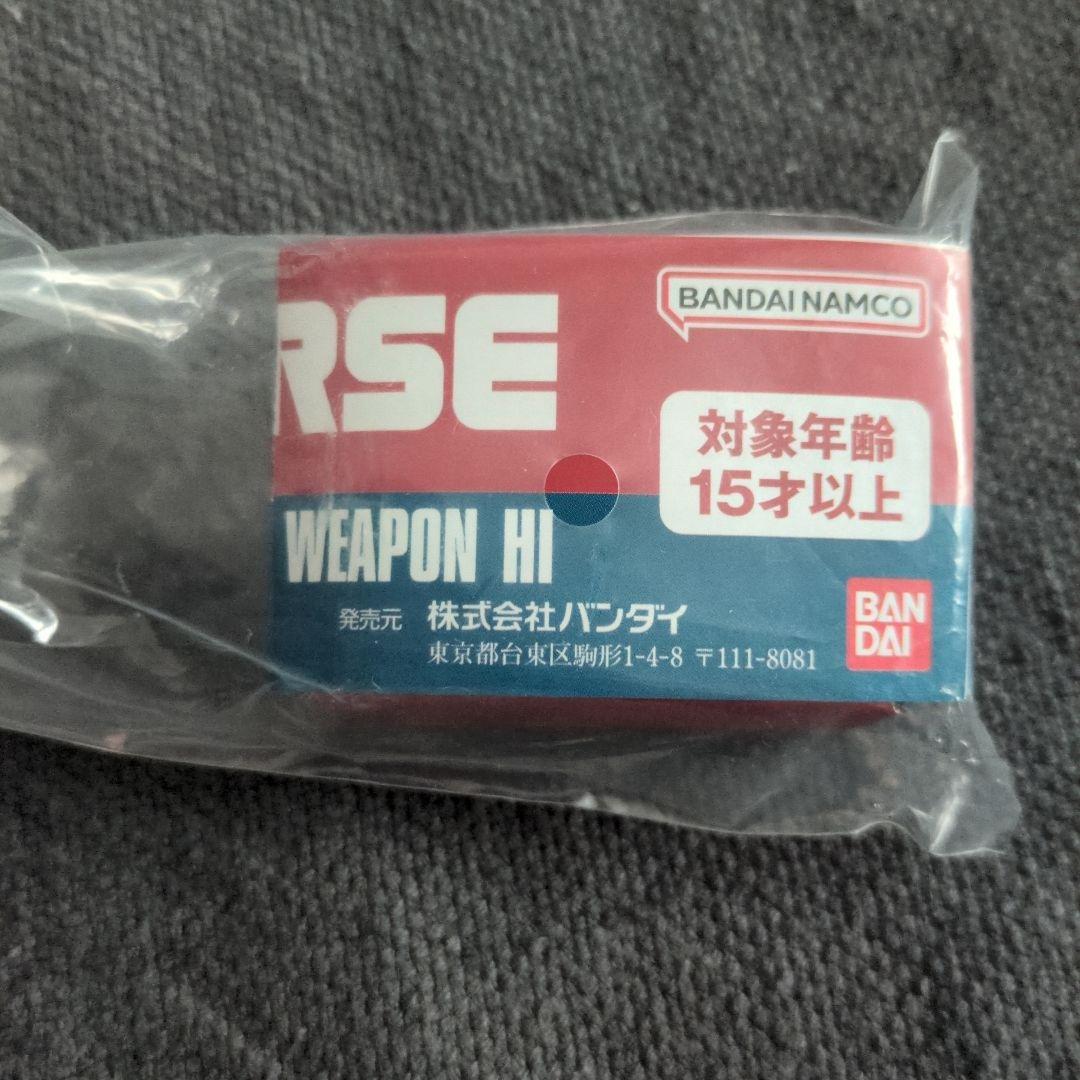 RSE
BANDAI NAMCO
対象年齢
15才以上
WEAPON HI
発売元 株式会社バンダイ
東京都台東区駒形1-4-8 〒111-8081
BAN
DAI